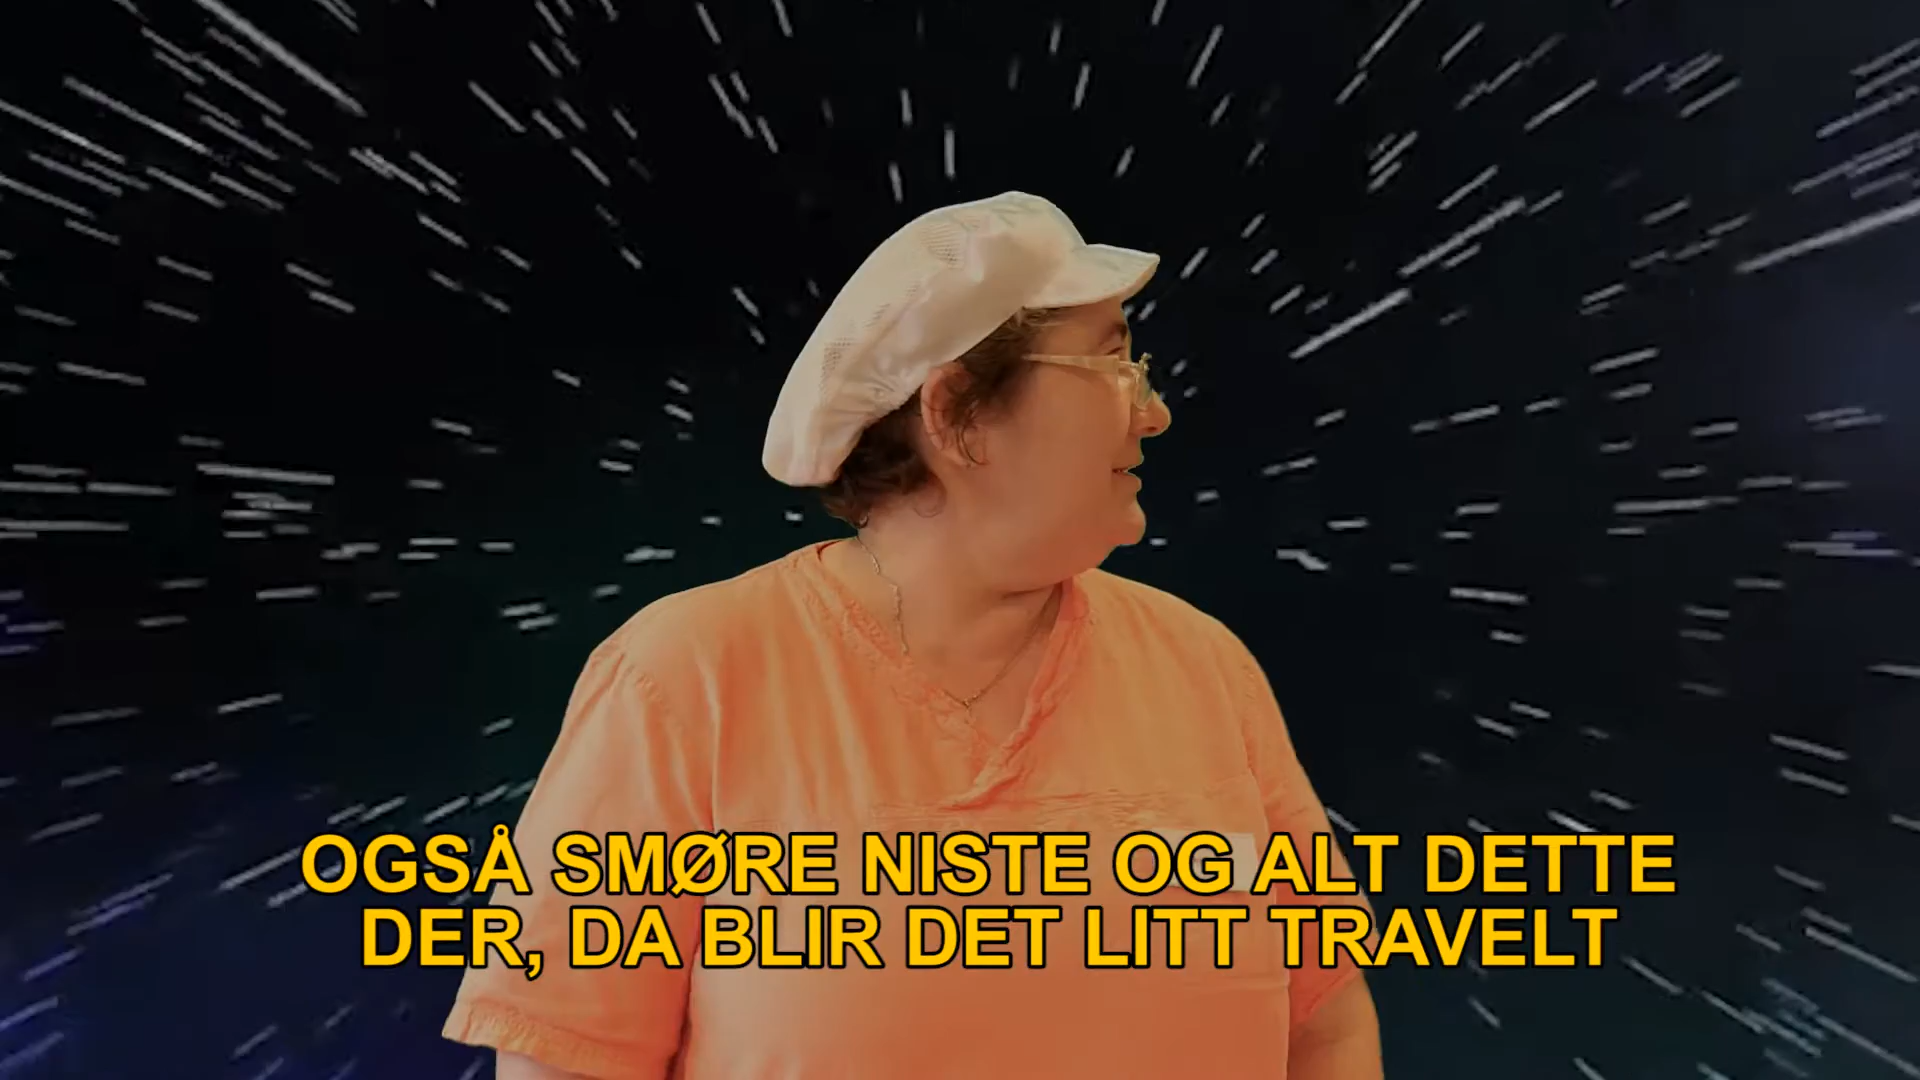 OGSÅ SMØRE NISTE OG ALT DETTE
DER, DA BLIR DET LITT TRAVELT